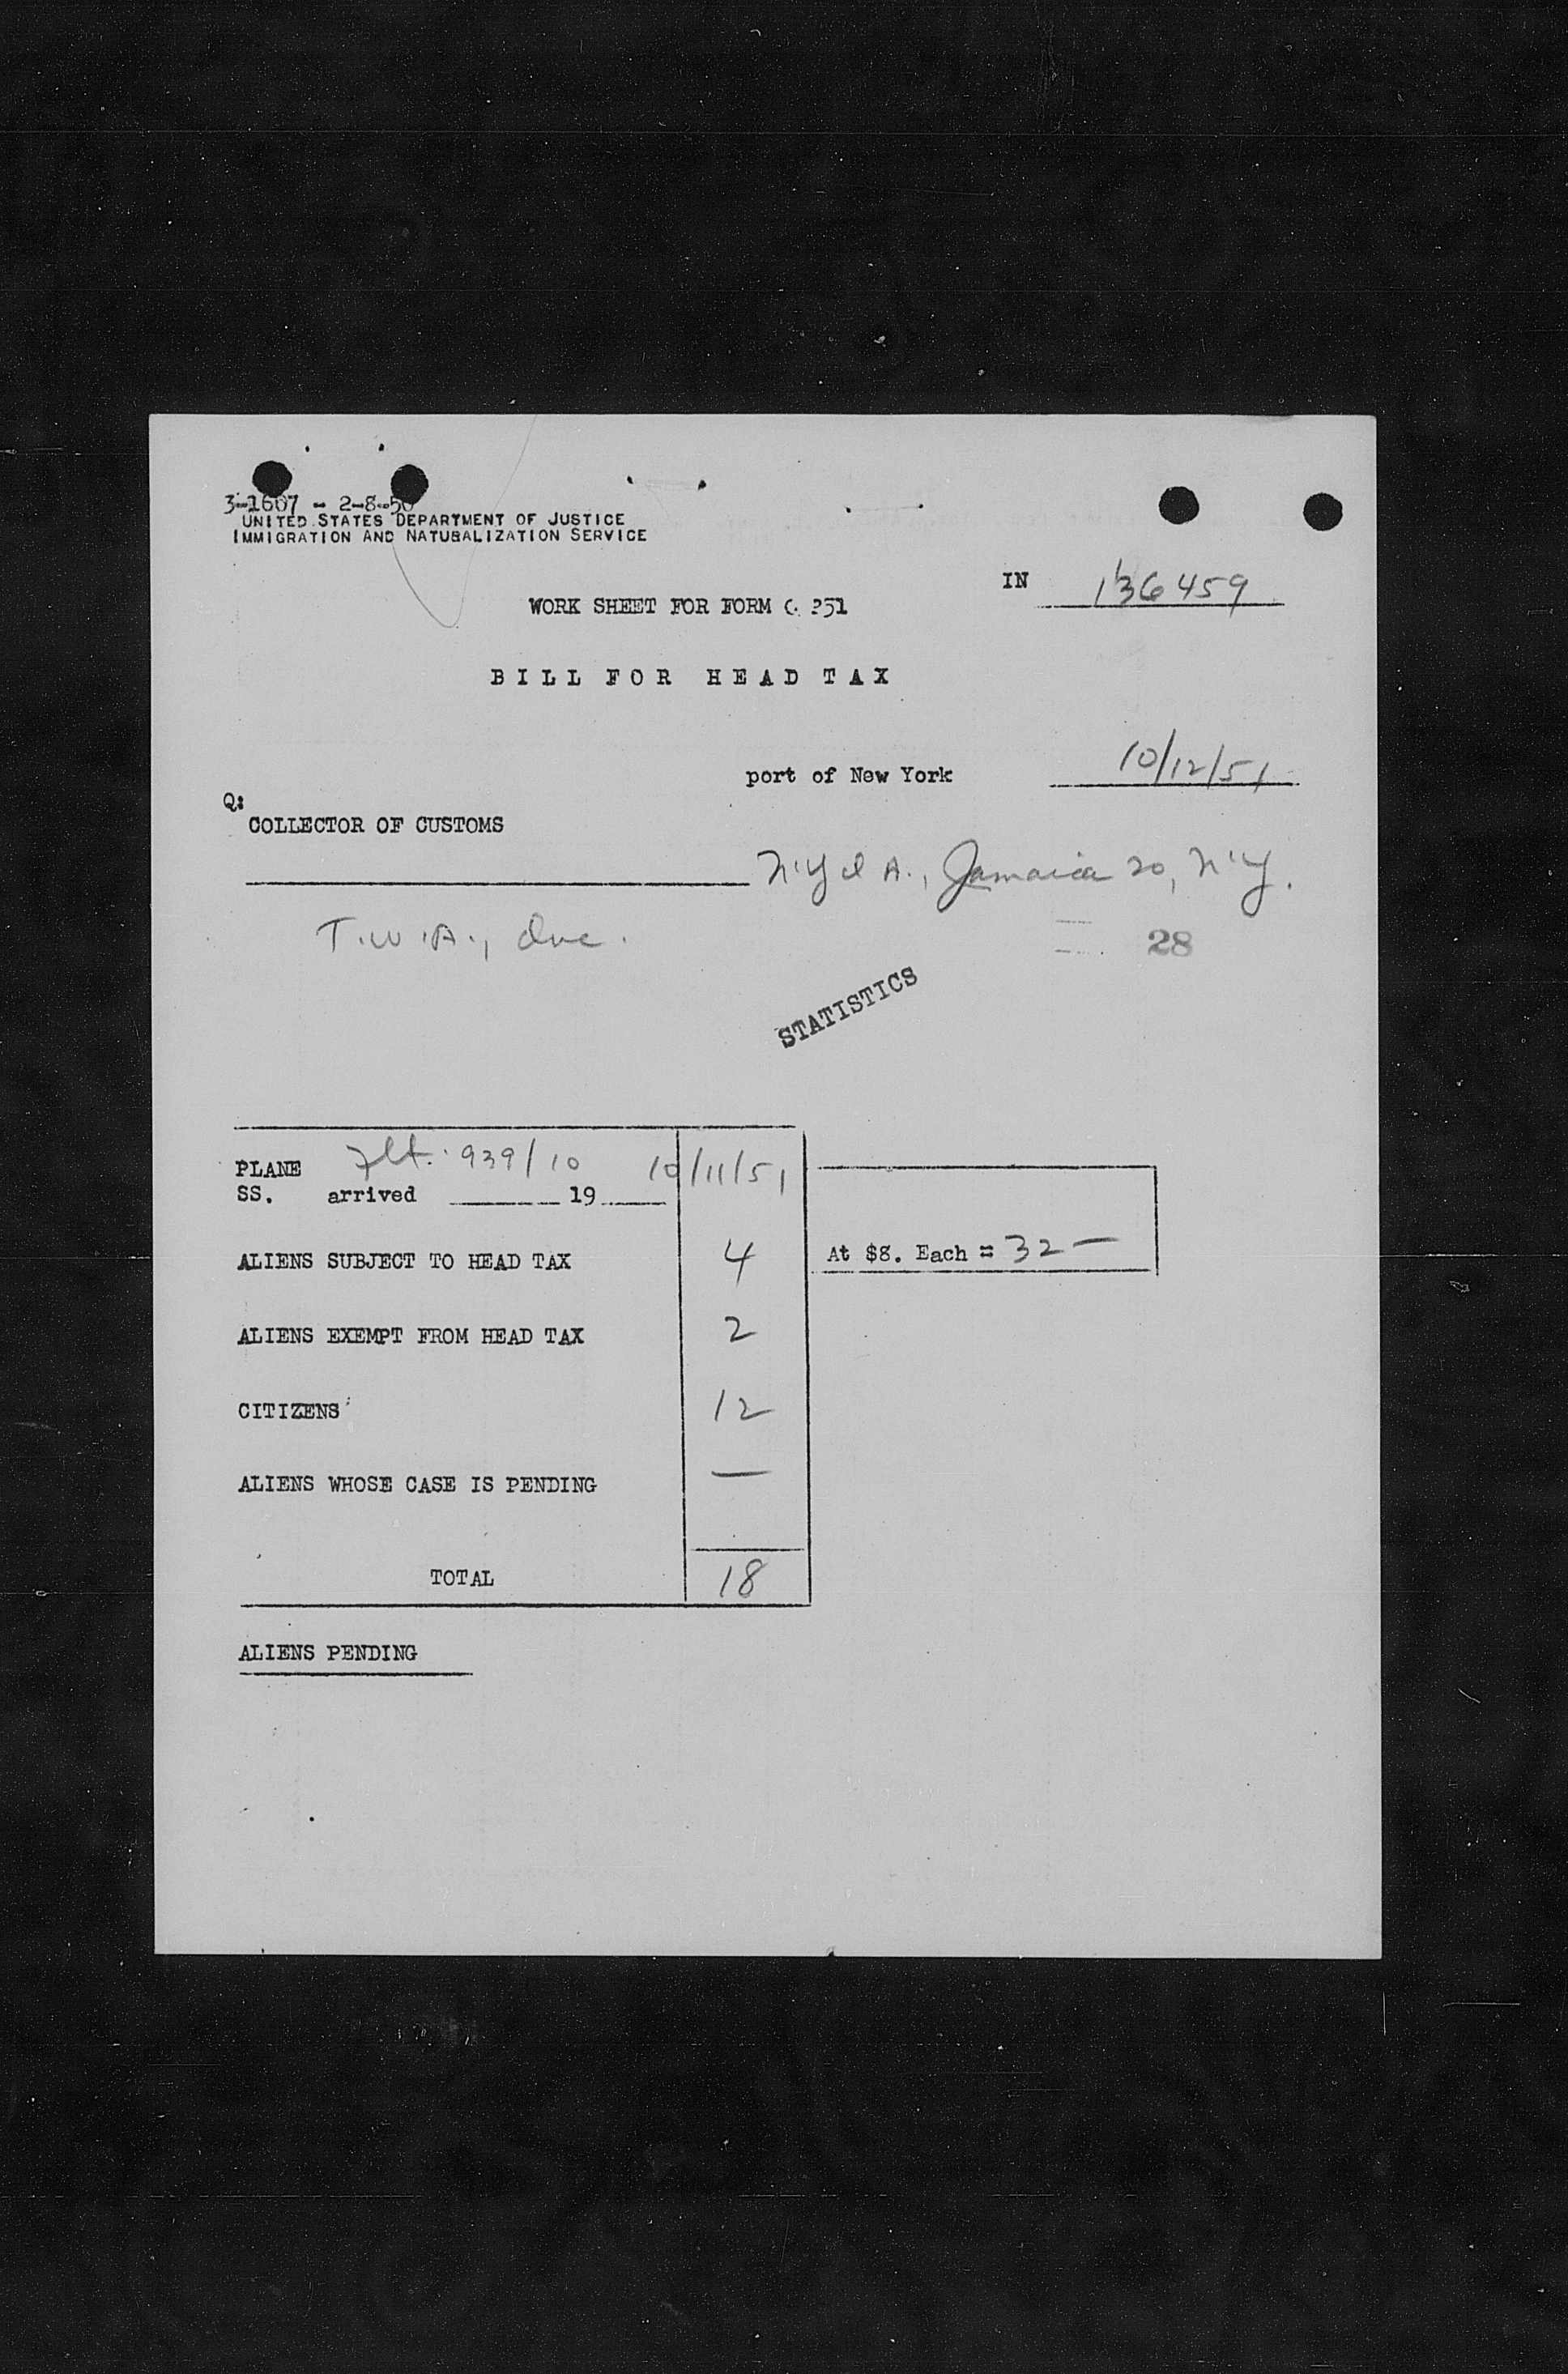 3-1607 - 2-8-50
UNITED STATES DEPARTMENT OF JUSTICE
IMMIGRATION AND NATURALIZATION SERVICE
IN 136459
WORK SHEET FOR FORM 351
BILL FOR HEAD TAX
port of New York 10/12/51
Q:
COLLECTOR OF CUSTOMS
N.Y.I.A., Jamaica 20, N.Y.
T.W.A., Inc.
28
STATISTICS
PLANE Flt. 939/10 10/11/51
SS. arrived 19
ALIENS SUBJECT TO HEAD TAX 4 At $8. Each = 32 —
ALIENS EXEMPT FROM HEAD TAX 2
CITIZENS 12
ALIENS WHOSE CASE IS PENDING —
TOTAL 18
ALIENS PENDING